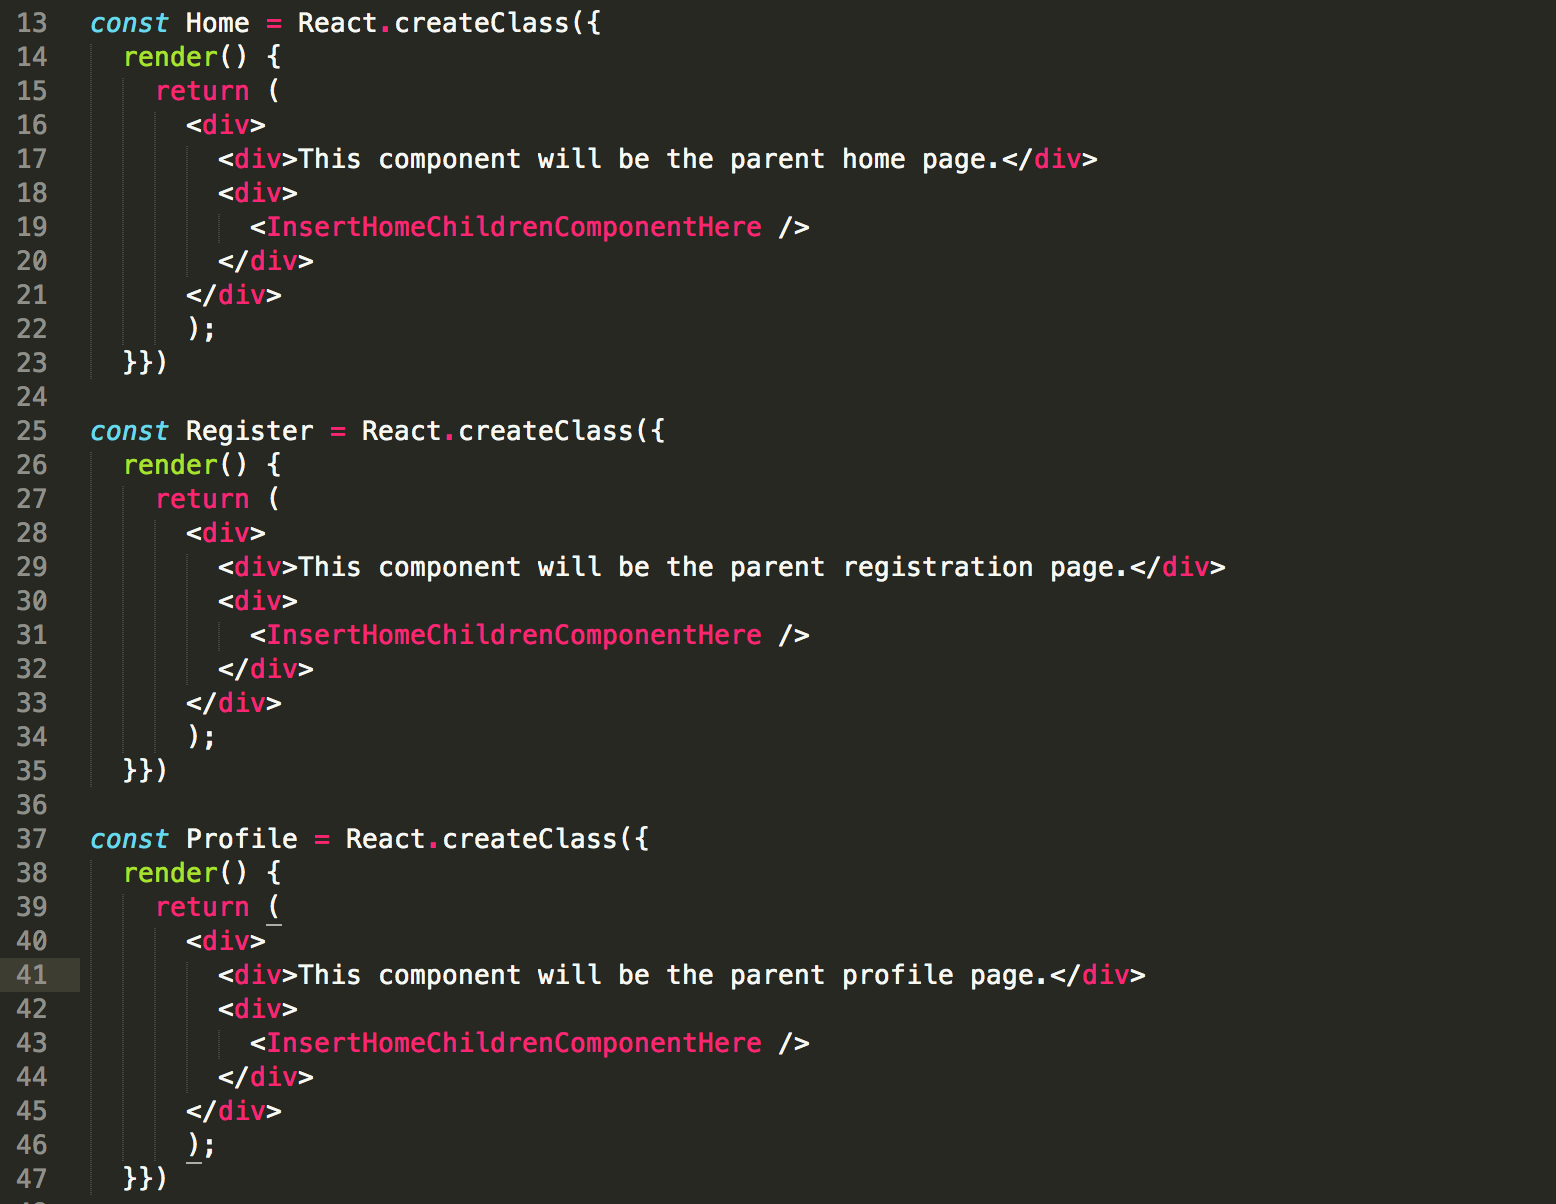 13 const Home = React.createClass({
14   render() {
15     return (
16       <div>
17         <div>This component will be the parent home page.</div>
18         <div>
19           <InsertHomeChildrenComponentHere />
20         </div>
21       </div>
22       );
23   }})
24
25 const Register = React.createClass({
26   render() {
27     return (
28       <div>
29         <div>This component will be the parent registration page.</div>
30         <div>
31           <InsertHomeChildrenComponentHere />
32         </div>
33       </div>
34       );
35   }})
36
37 const Profile = React.createClass({
38   render() {
39     return (
40       <div>
41         <div>This component will be the parent profile page.</div>
42         <div>
43           <InsertHomeChildrenComponentHere />
44         </div>
45       </div>
46       );
47   }})